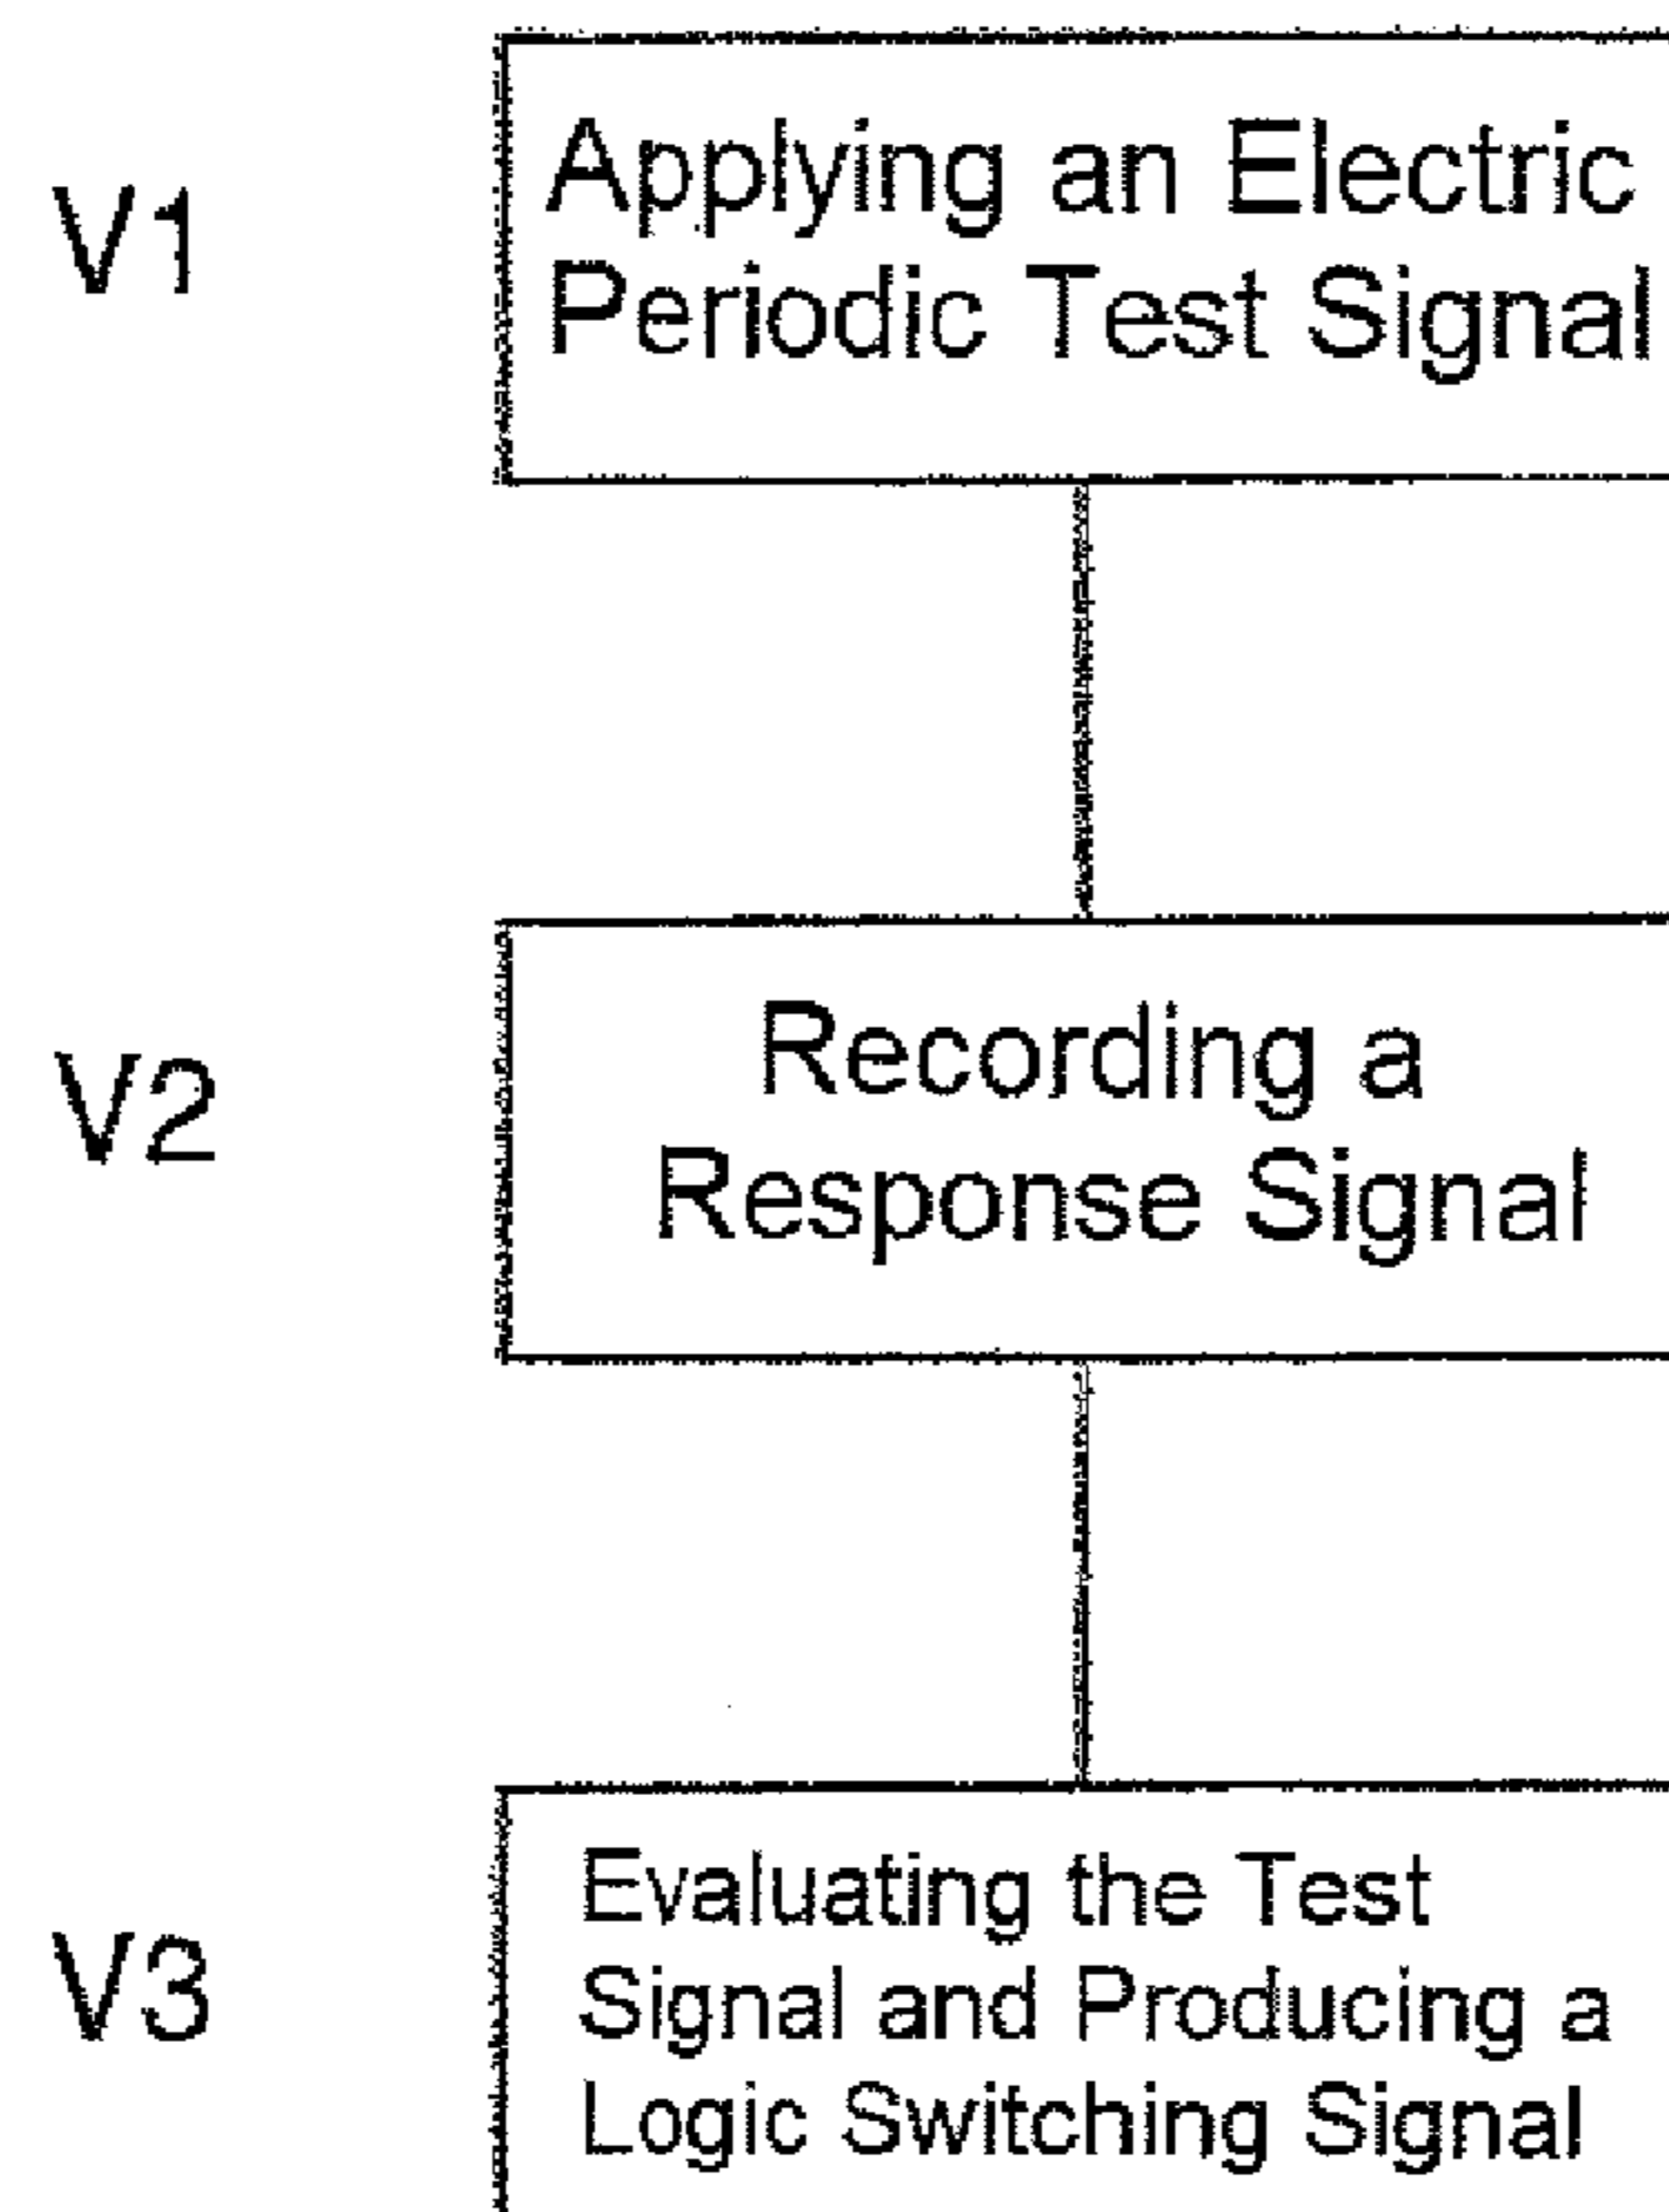 V1
Applying an Electric
Periodic Test Signal
V2
Recording a
Response Signal
V3
Evaluating the Test
Signal and Producing a
Logic Switching Signal